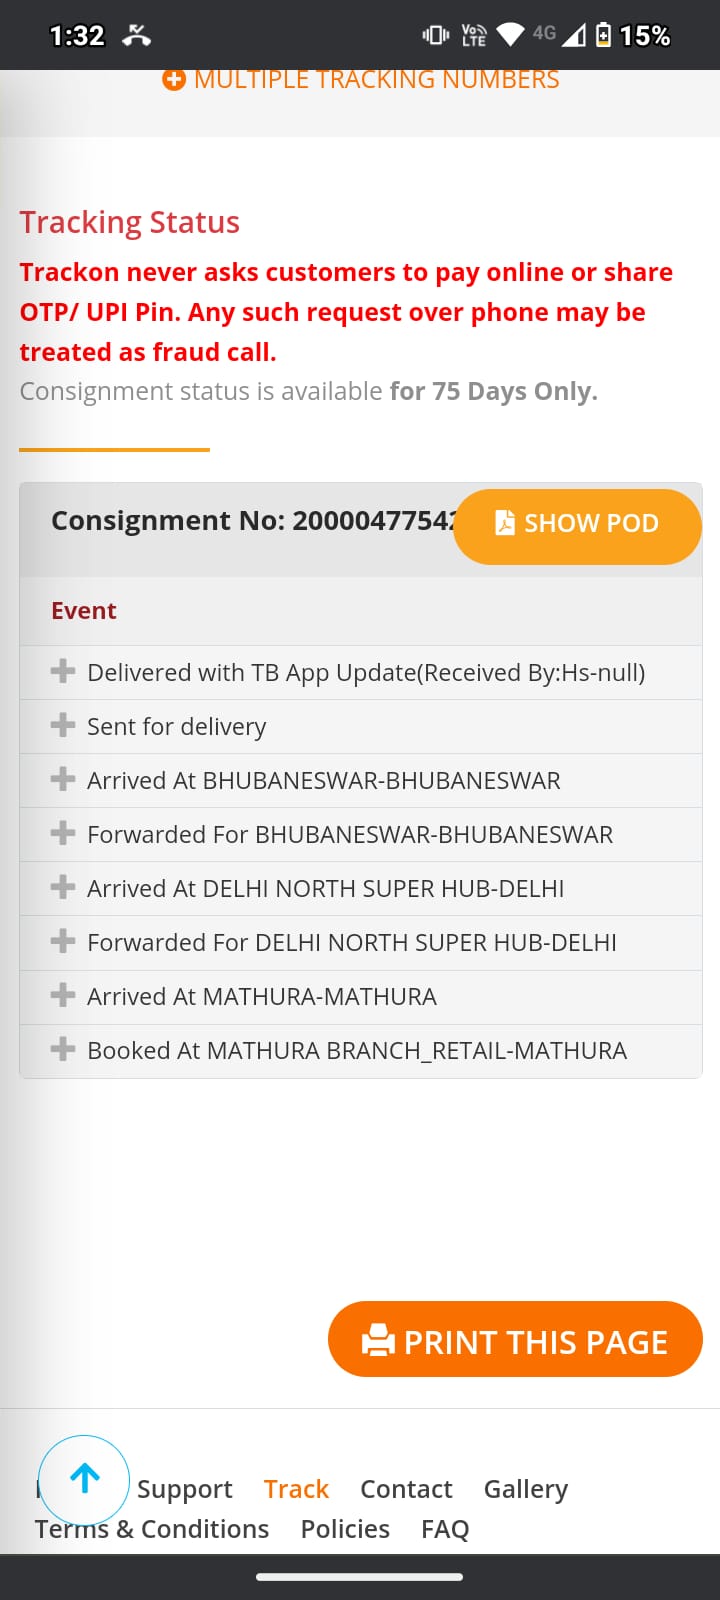 1:32
Vo LTE 4G 15%
MULTIPLE TRACKING NUMBERS
Tracking Status
Trackon never asks customers to pay online or share
OTP/ UPI Pin. Any such request over phone may be
treated as fraud call.
Consignment status is available for 75 Days Only.
Consignment No: 20000477542
SHOW POD
Event
Delivered with TB App Update(Received By:Hs-null)
Sent for delivery
Arrived At BHUBANESWAR-BHUBANESWAR
Forwarded For BHUBANESWAR-BHUBANESWAR
Arrived At DELHI NORTH SUPER HUB-DELHI
Forwarded For DELHI NORTH SUPER HUB-DELHI
Arrived At MATHURA-MATHURA
Booked At MATHURA BRANCH_RETAIL-MATHURA
PRINT THIS PAGE
Support Track Contact Gallery
Terms & Conditions Policies FAQ